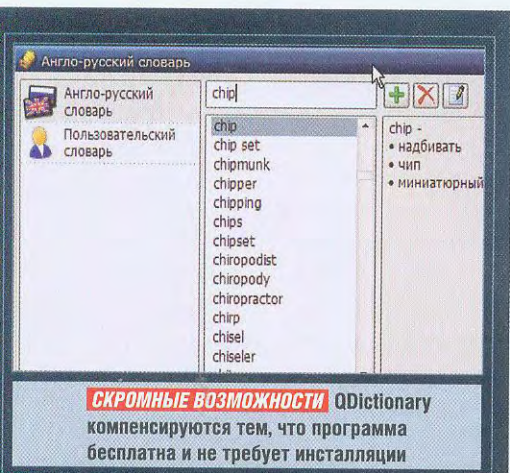 Англо-русский словарь
Англо-русский
словарь
Пользовательский
словарь
chip
chip
chip set
chipmunk
chipper
chipping
chips
chipset
chiropodist
chiropody
chiropractor
chirp
chisel
chiseler
chip -
• надбивать
• чип
• миниатюрный
СКРОМНЫЕ ВОЗМОЖНОСТИ QDictionary
компенсируются тем, что программа
бесплатна и не требует инсталляции